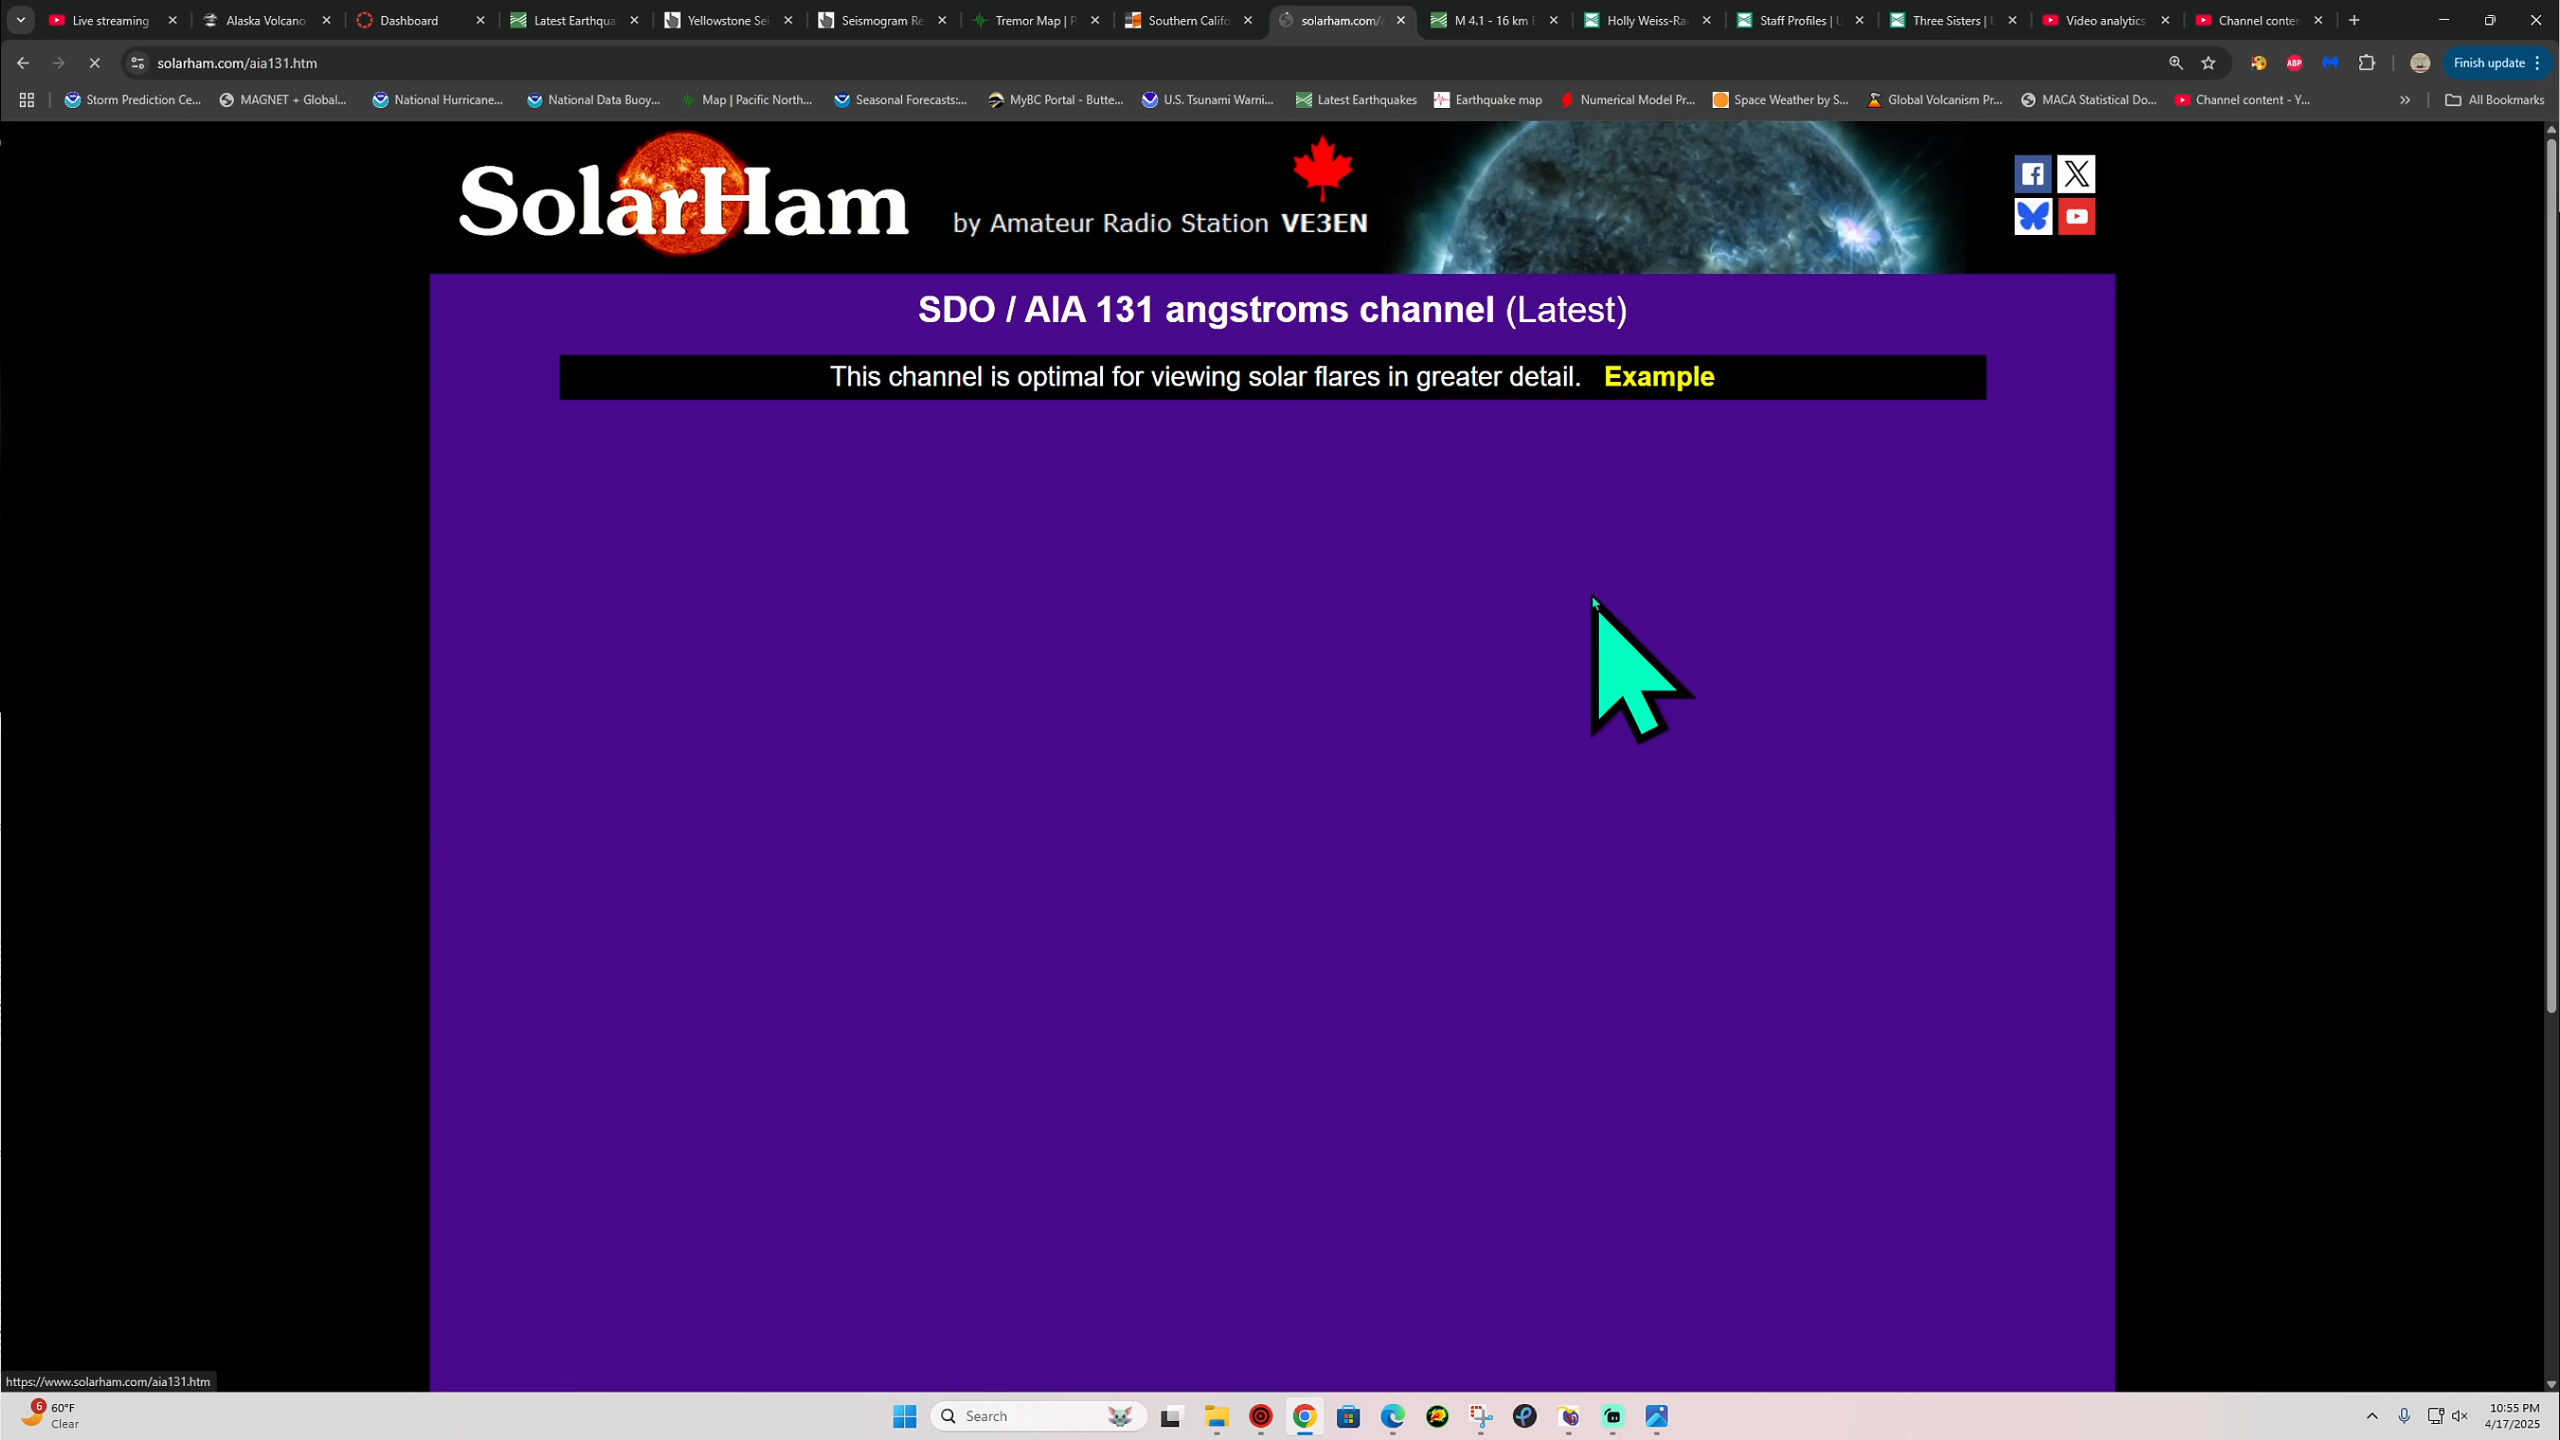 Live streaming
Alaska Volcano
Dashboard
Latest Earthqua
Yellowstone Sei
Seismogram Re
Tremor Map | P
Southern Califo
solarham.com/a
M 4.1 - 16 km E
Holly Weiss-Ra
Staff Profiles | U
Three Sisters | U
Video analytics
Channel conten
solarham.com/aia131.htm
ABP
Finish update
Storm Prediction Ce...
MAGNET + Global...
National Hurricane...
National Data Buoy...
Map | Pacific North...
Seasonal Forecasts:...
MyBC Portal - Butte...
U.S. Tsunami Warni...
Latest Earthquakes
Earthquake map
Numerical Model Pr...
Space Weather by S...
Global Volcanism Pr...
MACA Statistical Do...
Channel content - Y...
All Bookmarks
SolarHam
by Amateur Radio Station VE3EN
SDO / AIA 131 angstroms channel (Latest)
This channel is optimal for viewing solar flares in greater detail. Example
https://www.solarham.com/aia131.htm
6
60°F
Clear
Search
10:55 PM
4/17/2025